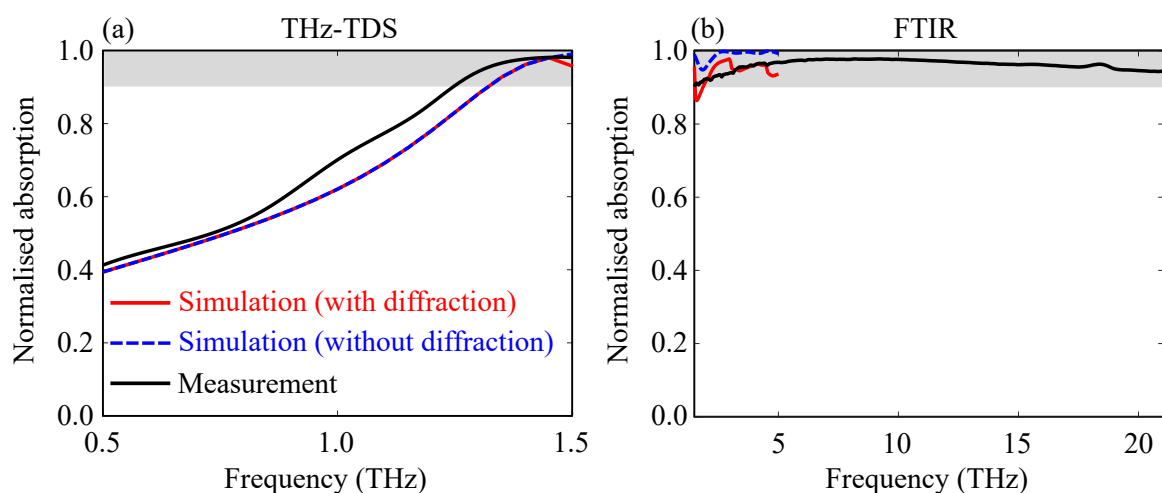 (a) THz-TDS
Normalised absorption
1.0
0.8
0.6
0.4
0.2
0.0
Simulation (with diffraction)
Simulation (without diffraction)
Measurement
0.5 1.0 1.5
Frequency (THz)
(b) FTIR
Normalised absorption
1.0
0.8
0.6
0.4
0.2
0.0
5 10 15 20
Frequency (THz)